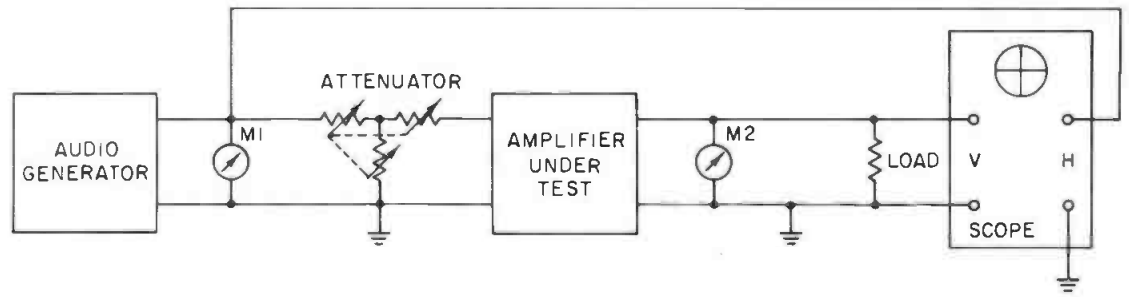 ATTENUATOR
AUDIO
GENERATOR
M1
AMPLIFIER
UNDER
TEST
M2
LOAD
V
H
SCOPE